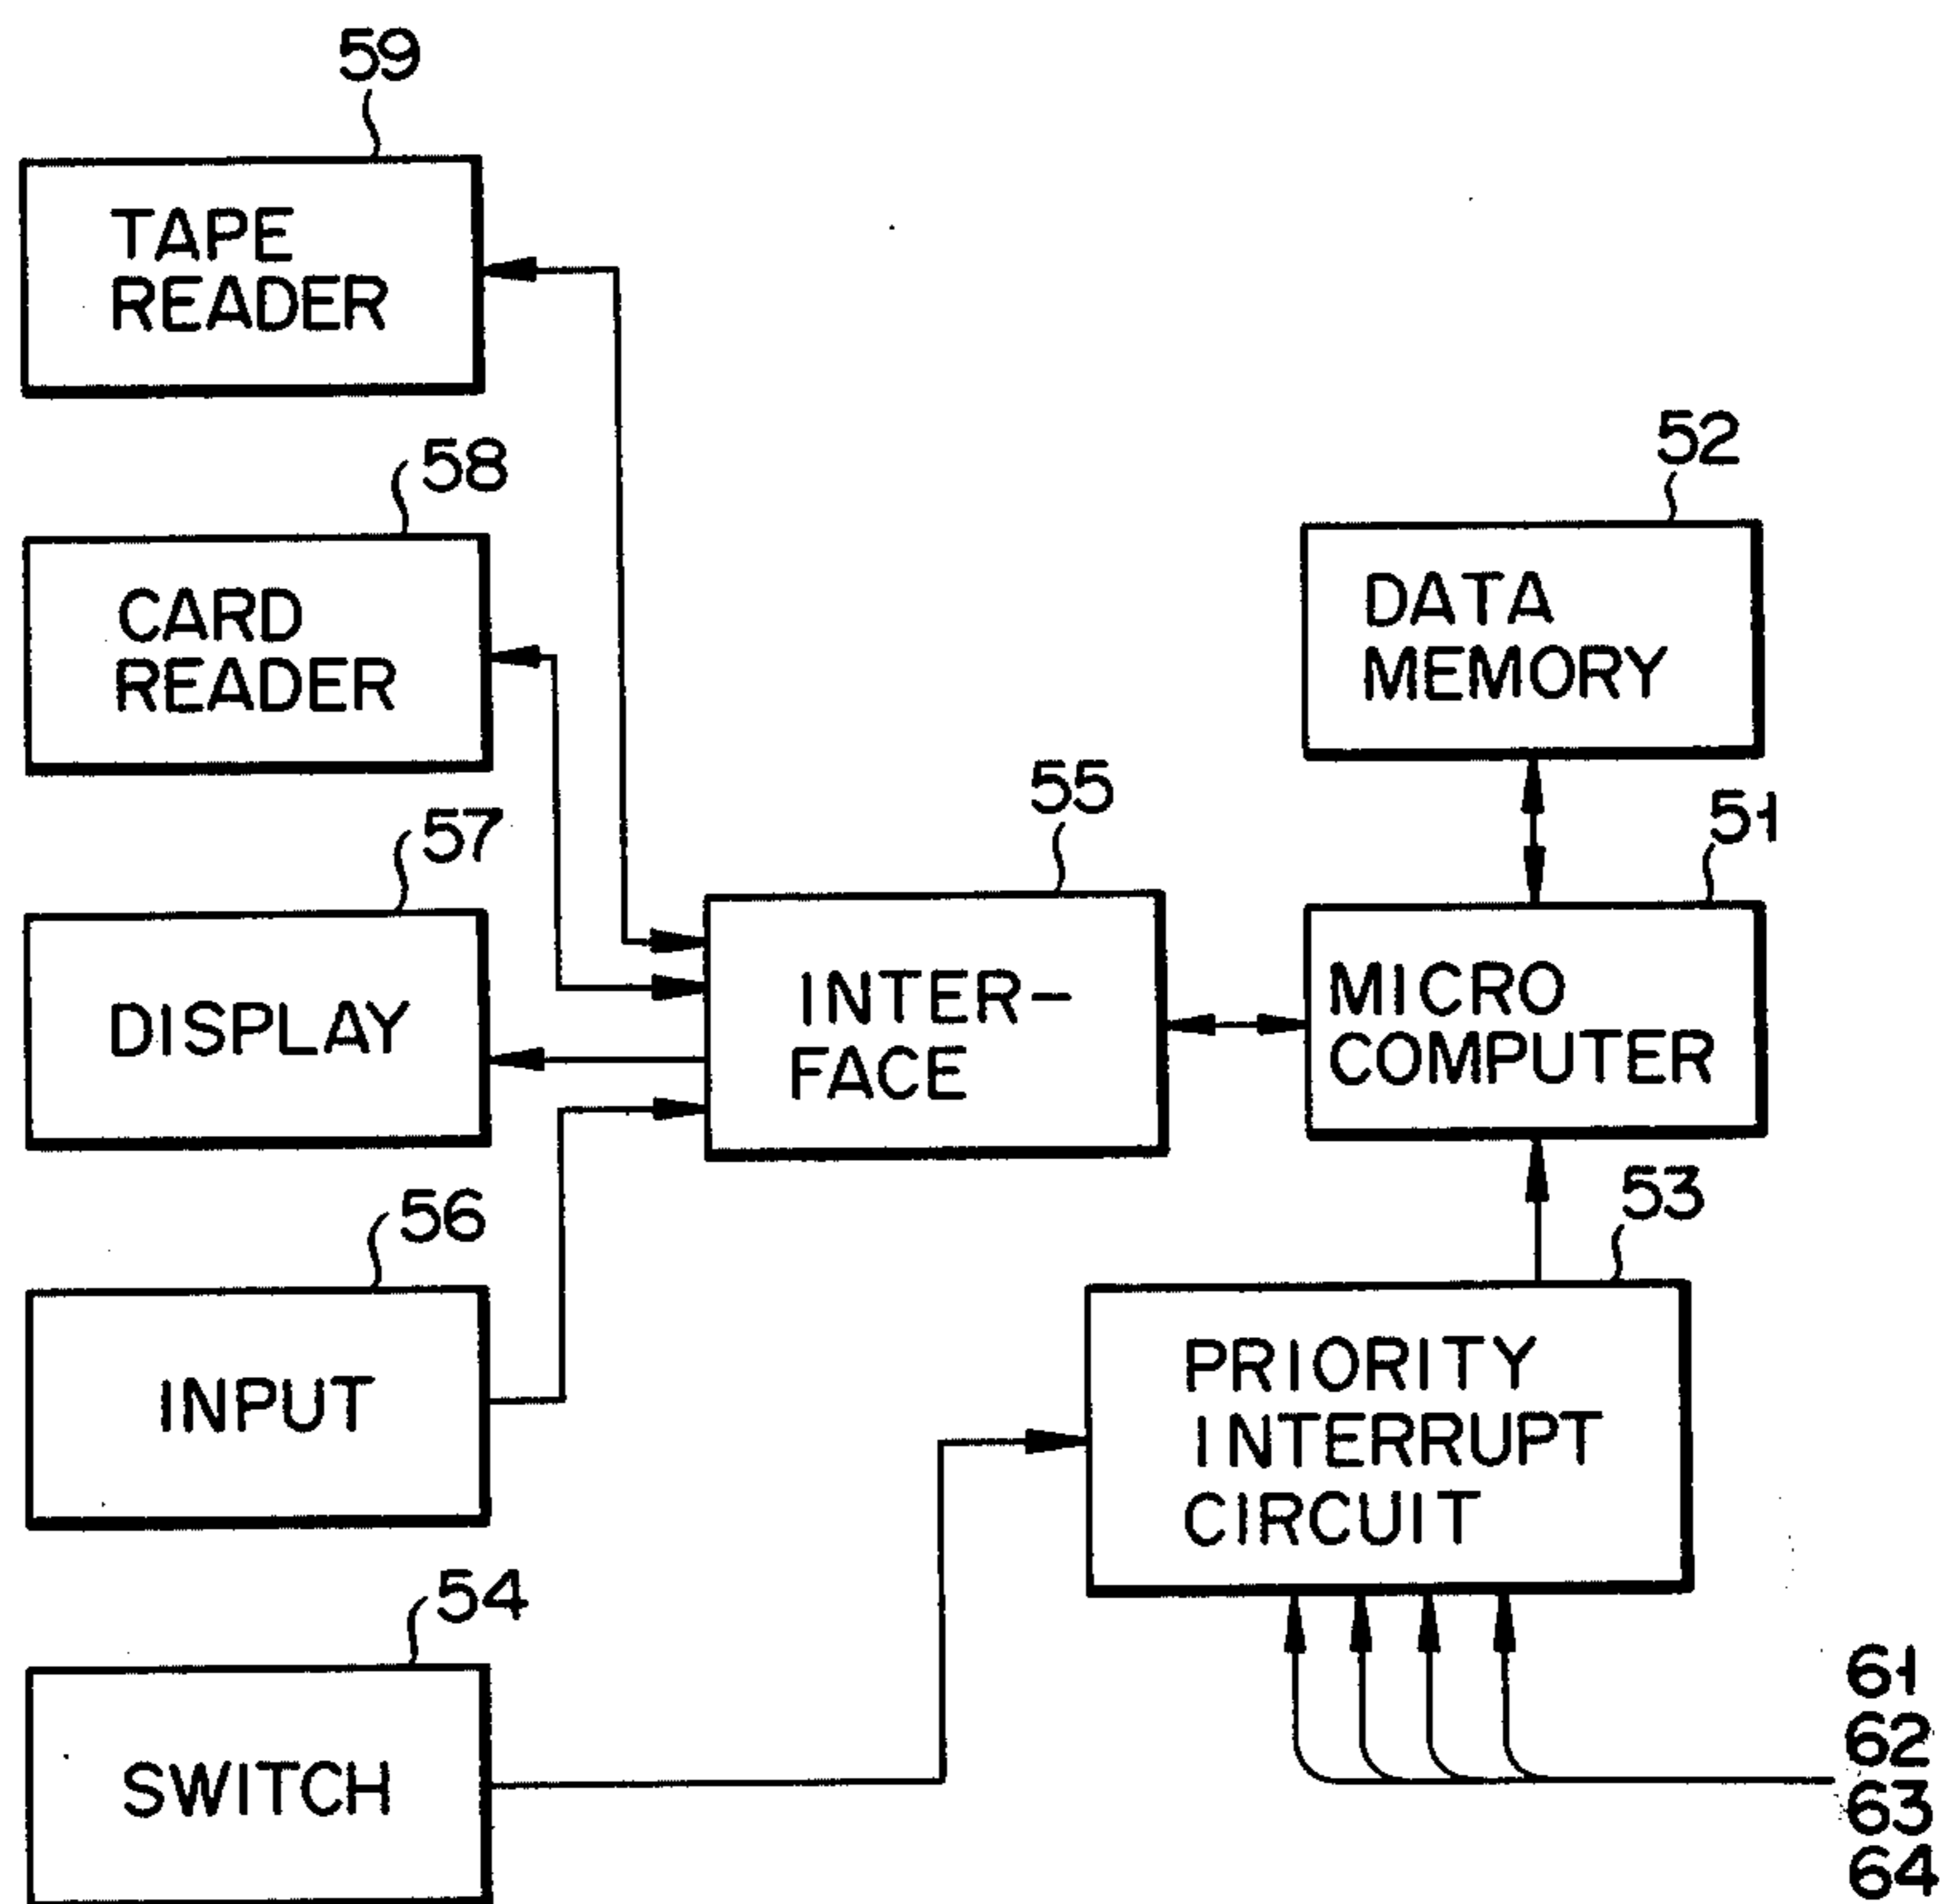 59
TAPE
READER
58
CARD
READER
52
DATA
MEMORY
57
DISPLAY
55
INTER-
FACE
51
MICRO
COMPUTER
56
INPUT
53
PRIORITY
INTERRUPT
CIRCUIT
54
SWITCH
61
62
63
64